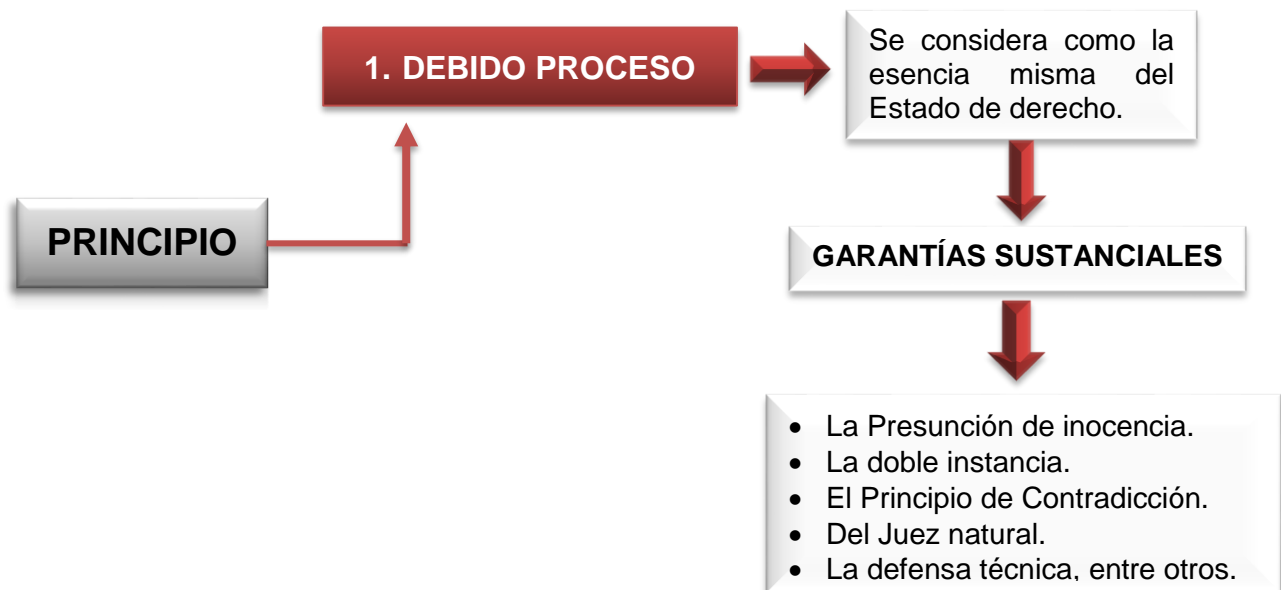 PRINCIPIO
1. DEBIDO PROCESO
Se considera como la
esencia misma del
Estado de derecho.
GARANTÍAS SUSTANCIALES
• La Presunción de inocencia.
• La doble instancia.
• El Principio de Contradicción.
• Del Juez natural.
• La defensa técnica, entre otros.